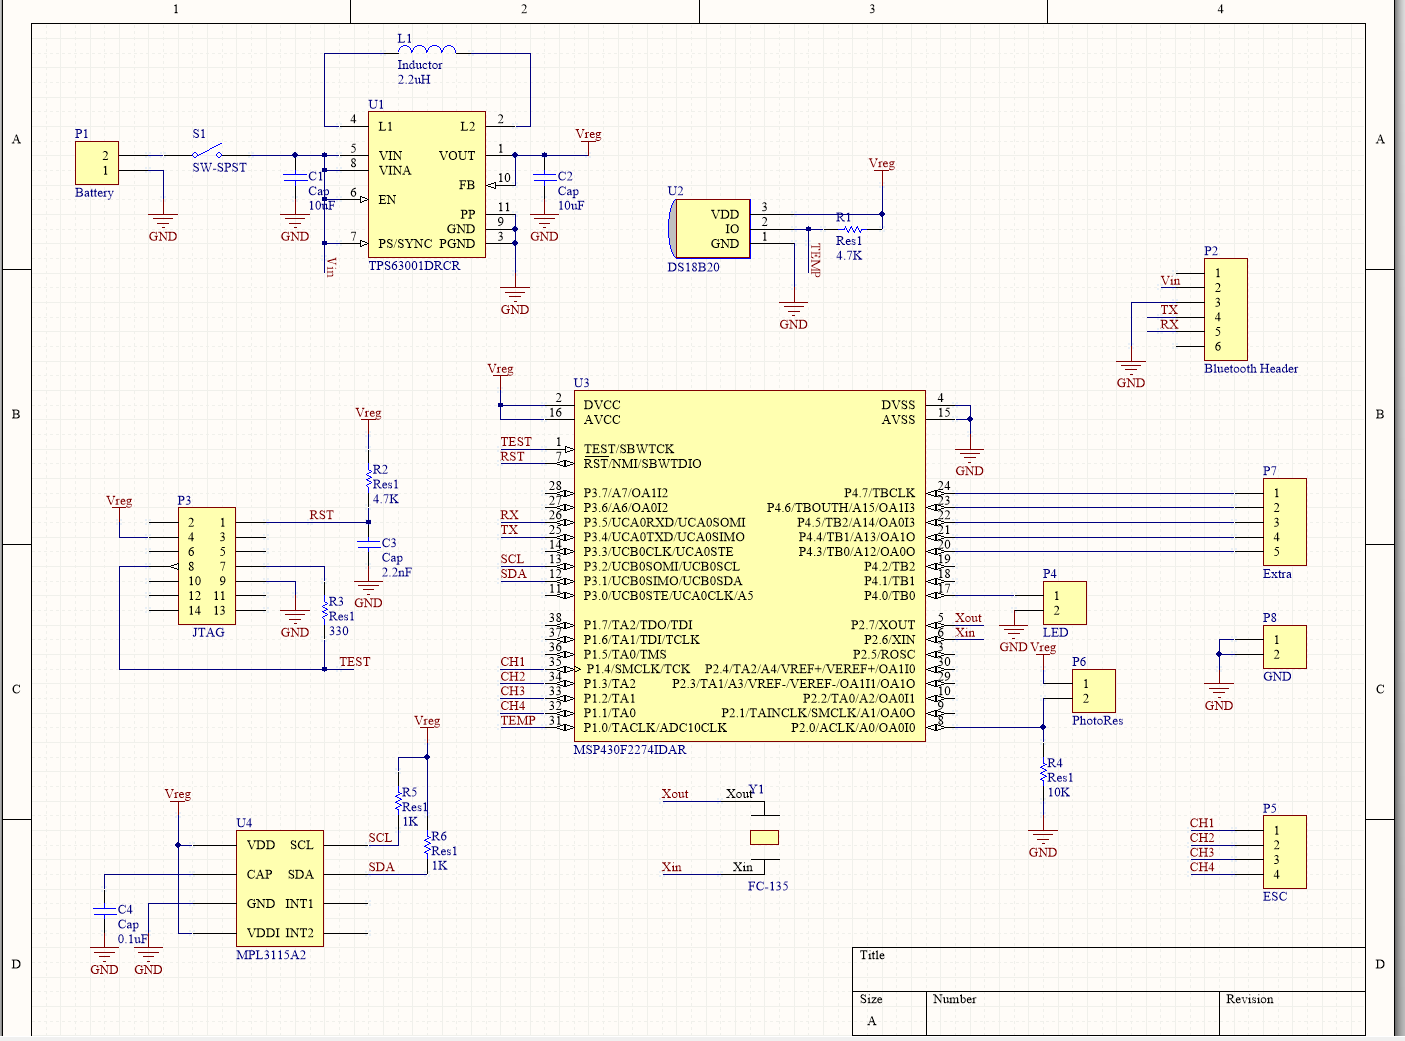 1 2 3 4
A A
B B
C C
D D
L1
Inductor
2.2uH
U1
4 L1 L2 2
5 VIN VOUT 1
8 VINA
FB 10
6 EN
PP 11
GND 9
7 PS/SYNC PGND 3
TPS63001DRCR
P1
2
1
Battery
GND
S1
SW-SPST
C1
Cap
10uF
GND
Vin
Vreg
C2
Cap
10uF
GND
GND
U2
VDD 3
IO 2
GND 1
DS18B20
Vreg
R1
Res1
4.7K
TEMP
GND
P2
1
Vin 2
3
TX 4
RX 5
6
Bluetooth Header
GND
Vreg
U3
2 DVCC DVSS 4
16 AVCC AVSS 15
TEST 1 TEST/SBWTCK
RST 7 RST/NMI/SBWTDIO
GND
28 P3.7/A7/OA1I2 P4.7/TBCLK 24
27 P3.6/A6/OA0I2 P4.6/TBOUTH/A15/OA1I3 23
RX 26 P3.5/UCA0RXD/UCA0SOMI P4.5/TB2/A14/OA0I3 22
TX 25 P3.4/UCA0TXD/UCA0SIMO P4.4/TB1/A13/OA1O 21
14 P3.3/UCB0CLK/UCA0STE P4.3/TB0/A12/OA0O 20
SCL 13 P3.2/UCB0SOMI/UCB0SCL P4.2/TB2 19
SDA 12 P3.1/UCB0SIMO/UCB0SDA P4.1/TB1 18
11 P3.0/UCB0STE/UCA0CLK/A5 P4.0/TB0 17
38 P1.7/TA2/TDO/TDI P2.7/XOUT 5 Xout
37 P1.6/TA1/TDI/TCLK P2.6/XIN 6 Xin
36 P1.5/TA0/TMS P2.5/ROSC 3
CH1 35 P1.4/SMCLK/TCK P2.4/TA2/A4/VREF+/VEREF+/OA1I0 30
CH2 34 P1.3/TA2 P2.3/TA1/A3/VREF-/VEREF-/OA1I1/OA1O 29
CH3 33 P1.2/TA1 P2.2/TA0/A2/OA0I1 10
CH4 32 P1.1/TA0 P2.1/TAINCLK/SMCLK/A1/OA0O 9
TEMP 31 P1.0/TACLK/ADC10CLK P2.0/ACLK/A0/OA0I0 8
MSP430F2274IDAR
Vreg
R2
Res1
4.7K
Vreg
P3
RST
2 1
4 3
6 5
8 7
10 9
12 11
14 13
JTAG
C3
Cap
2.2nF
GND
GND
R3
Res1
330
TEST
P7
1
2
3
4
5
Extra
P4
1
2
LED
GND
P8
1
2
GND
GND
Vreg
P6
1
2
PhotoRes
R4
Res1
10K
GND
Vreg
R5
Res1
1K
R6
Res1
1K
Vreg
U4
VDD SCL SCL
CAP SDA SDA
GND INT1
VDDI INT2
MPL3115A2
C4
Cap
0.1uF
GND GND
Xout Xout Y1
Xin Xin
FC-135
P5
CH1 1
CH2 2
CH3 3
CH4 4
ESC
Title
Size Number Revision
A